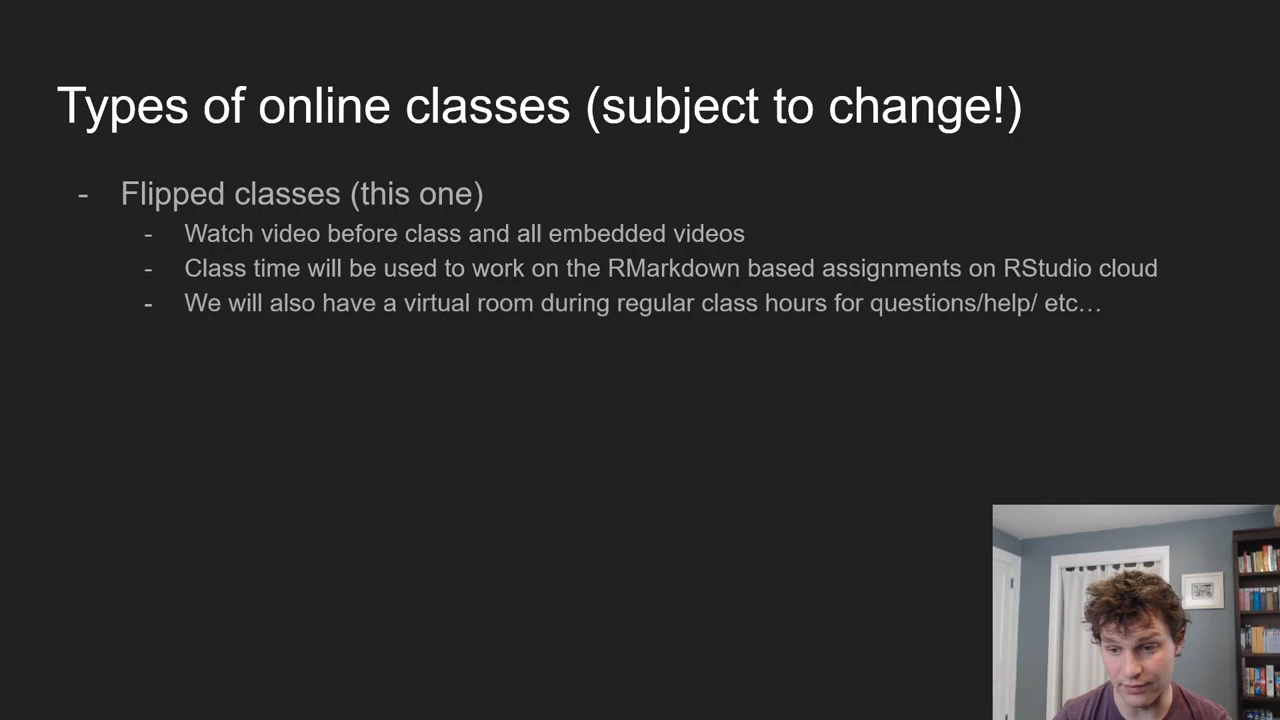 Types of online classes (subject to change!)
- Flipped classes (this one)
- Watch video before class and all embedded videos
- Class time will be used to work on the RMarkdown based assignments on RStudio cloud
- We will also have a virtual room during regular class hours for questions/help/ etc…